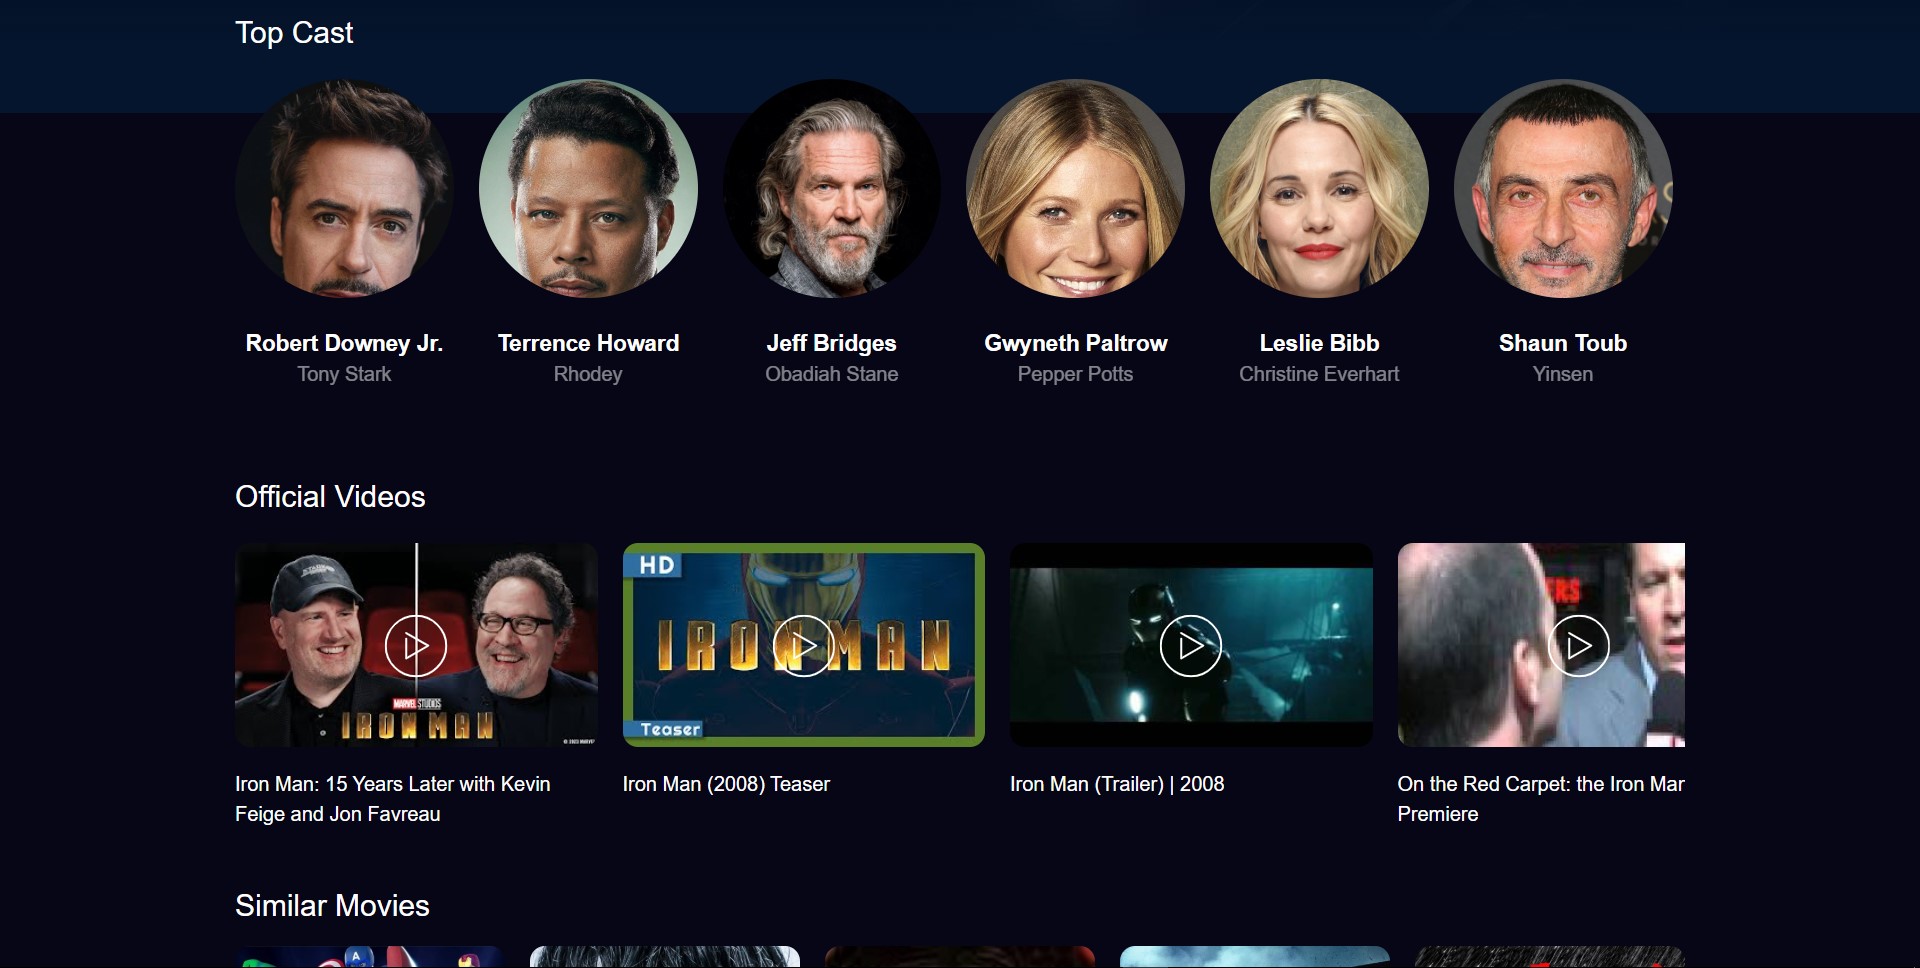 Top Cast
Robert Downey Jr.
Tony Stark
Terrence Howard
Rhodey
Jeff Bridges
Obadiah Stane
Gwyneth Paltrow
Pepper Potts
Leslie Bibb
Christine Everhart
Shaun Toub
Yinsen
Official Videos
MARVEL STUDIOS
IRON MAN
Iron Man: 15 Years Later with Kevin
Feige and Jon Favreau
HD
IRON MAN
Teaser
Iron Man (2008) Teaser
Iron Man (Trailer) | 2008
ERS
On the Red Carpet: the Iron Mar
Premiere
Similar Movies
A